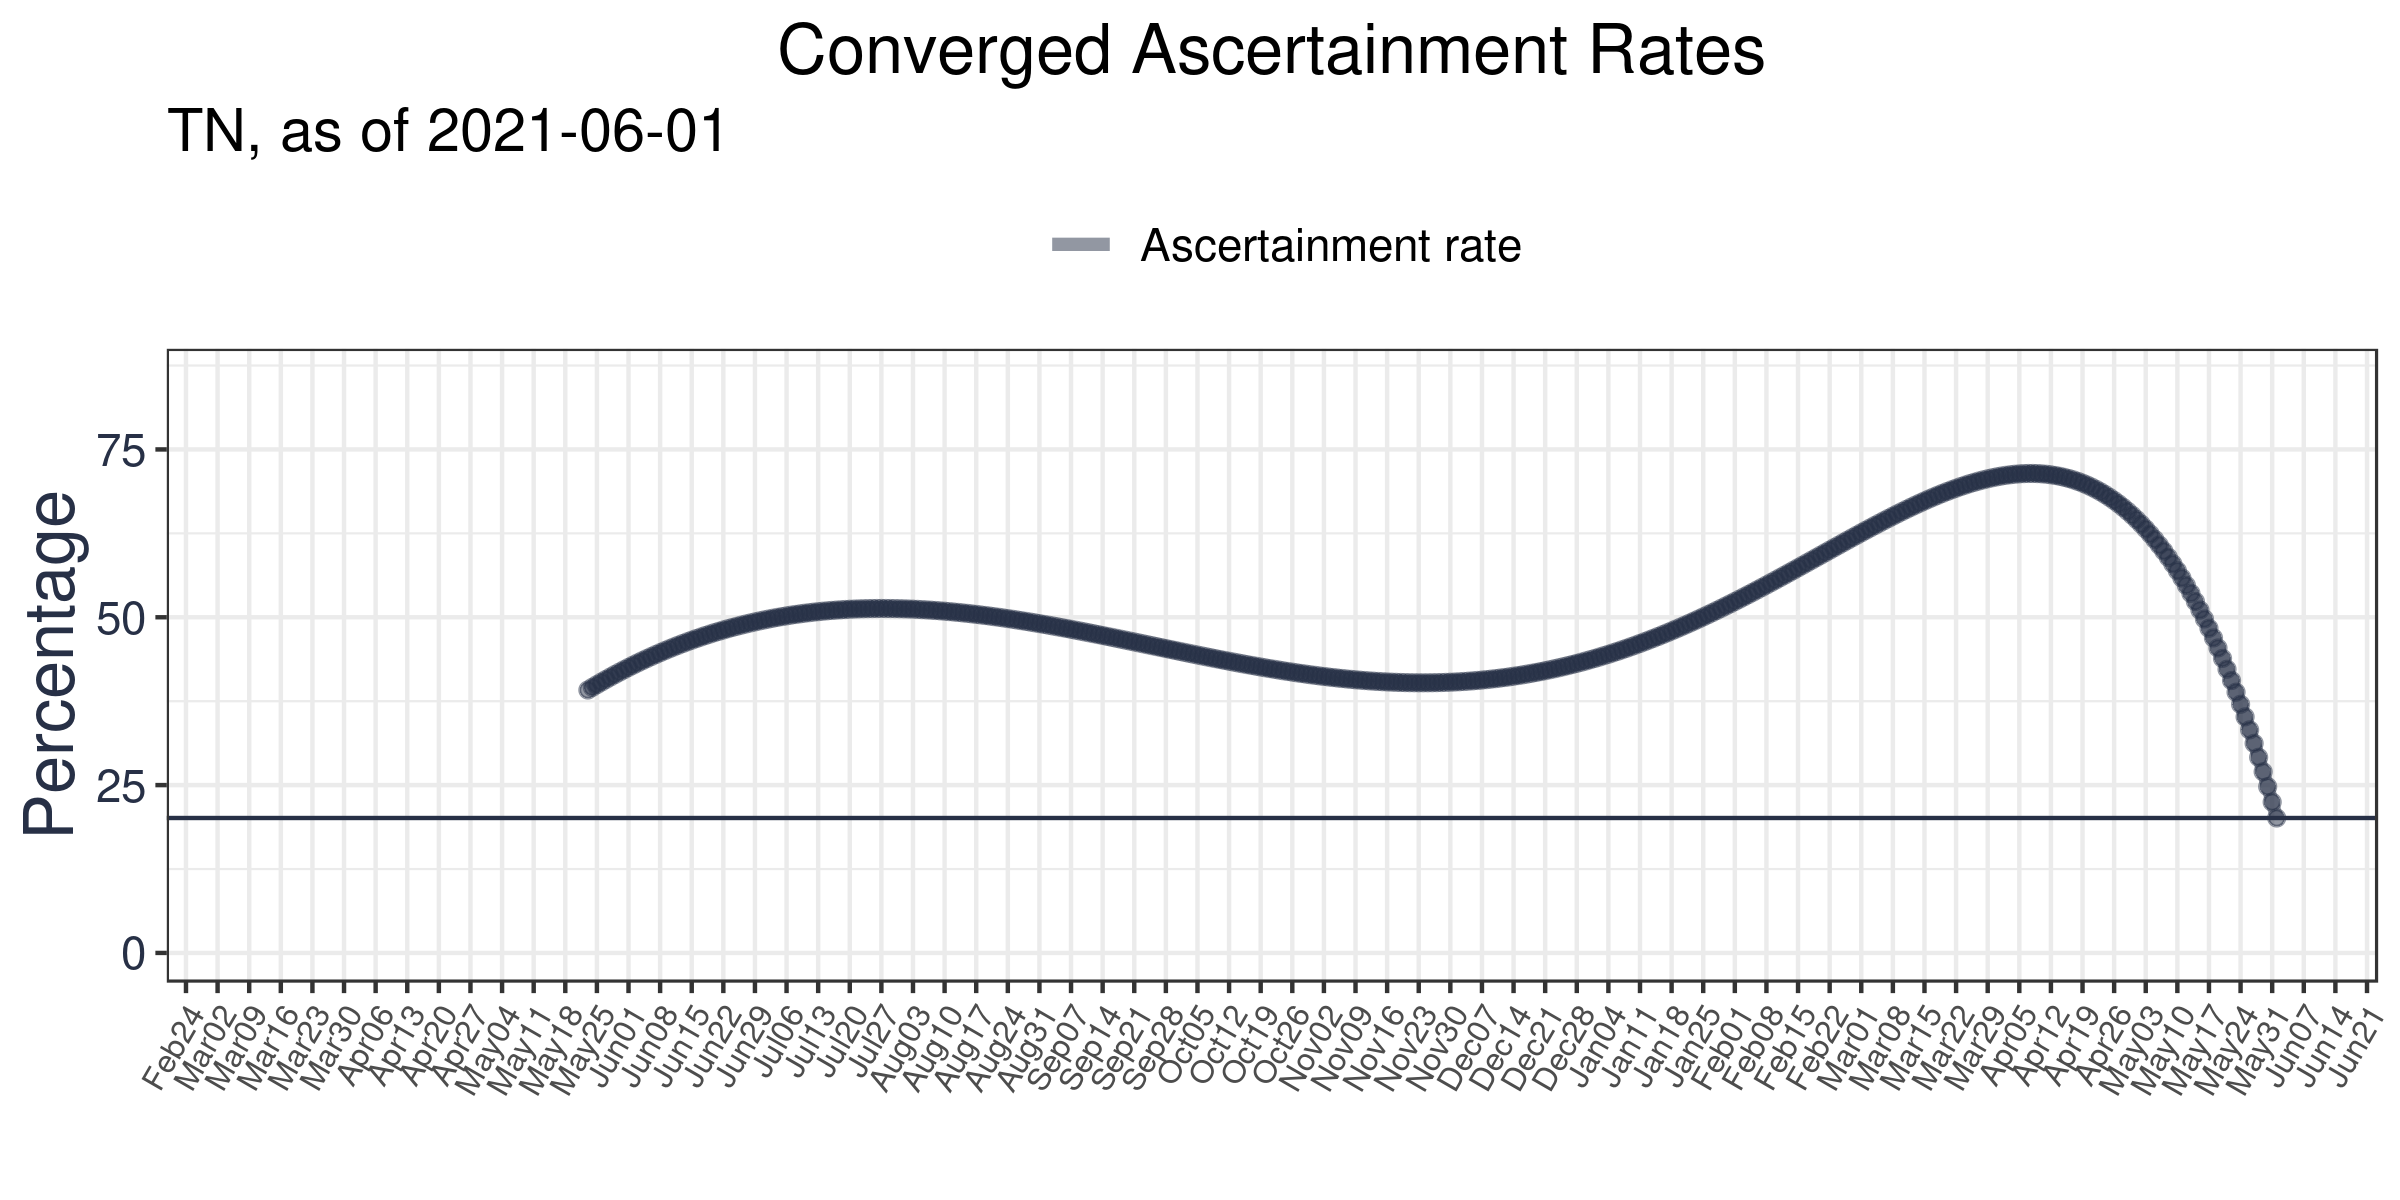 Converged Ascertainment Rates
TN, as of 2021-06-01
Ascertainment rate
Percentage
75
50
25
0
Feb24 Mar02 Mar09 Mar16 Mar23 Mar30 Apr06 Apr13 Apr20 Apr27 May04 May11 May18 May25 Jun01 Jun08 Jun15 Jun22 Jun29 Jul06 Jul13 Jul20 Jul27 Aug03 Aug10 Aug17 Aug24 Aug31 Sep07 Sep14 Sep21 Sep28 Oct05 Oct12 Oct19 Oct26 Nov02 Nov09 Nov16 Nov23 Nov30 Dec07 Dec14 Dec21 Dec28 Jan04 Jan11 Jan18 Jan25 Feb01 Feb08 Feb15 Feb22 Mar01 Mar08 Mar15 Mar22 Mar29 Apr05 Apr12 Apr19 Apr26 May03 May10 May17 May24 May31 Jun07 Jun14 Jun21